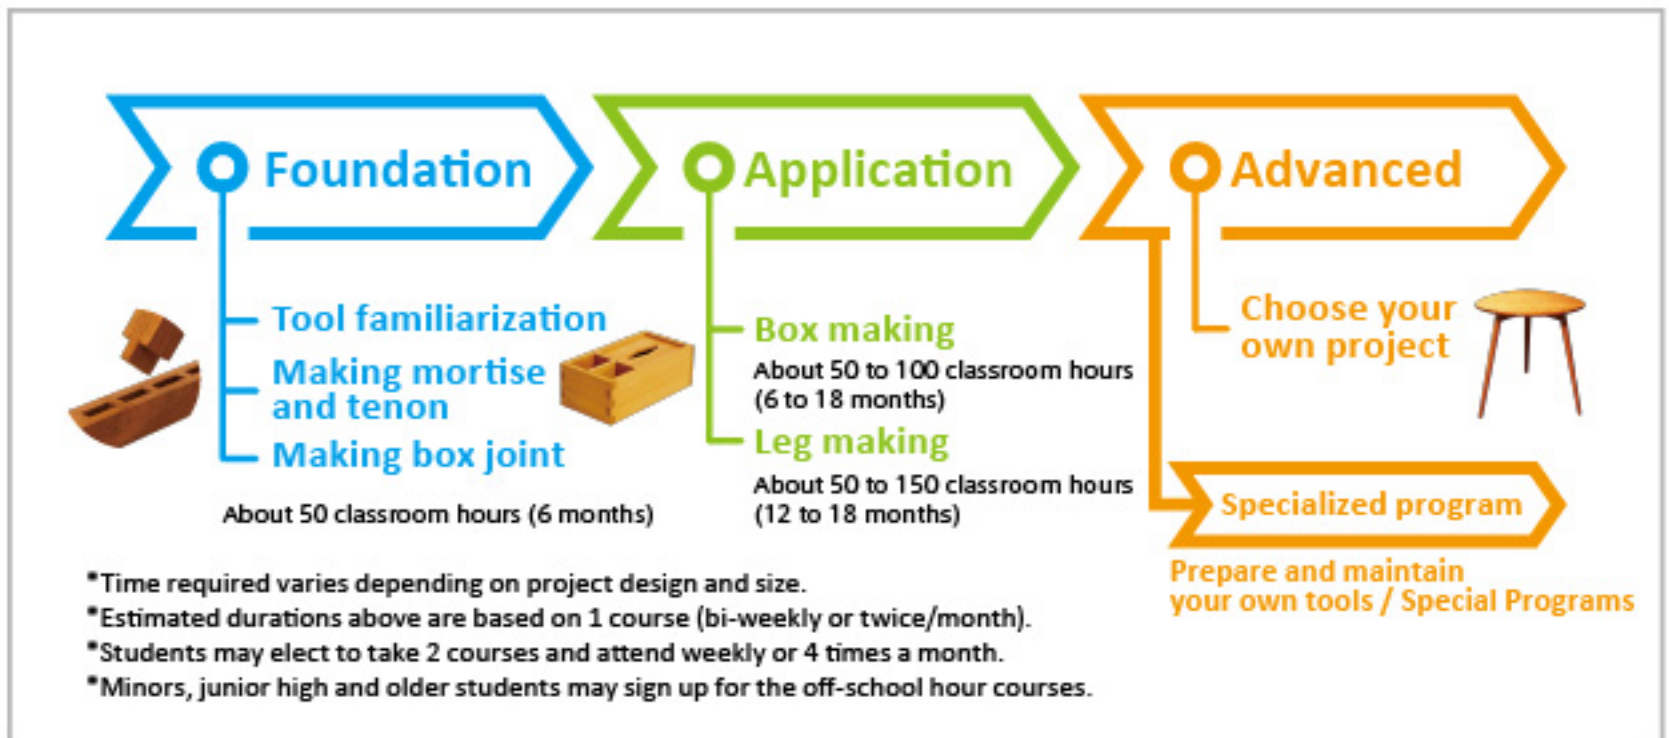 Foundation
Tool familiarization
Making mortise
and tenon
Making box joint
About 50 classroom hours (6 months)
Application
Box making
About 50 to 100 classroom hours
(6 to 18 months)
Leg making
About 50 to 150 classroom hours
(12 to 18 months)
Advanced
Choose your
own project
Specialized program
Prepare and maintain
your own tools / Special Programs
*Time required varies depending on project design and size.
*Estimated durations above are based on 1 course (bi-weekly or twice/month).
*Students may elect to take 2 courses and attend weekly or 4 times a month.
*Minors, junior high and older students may sign up for the off-school hour courses.